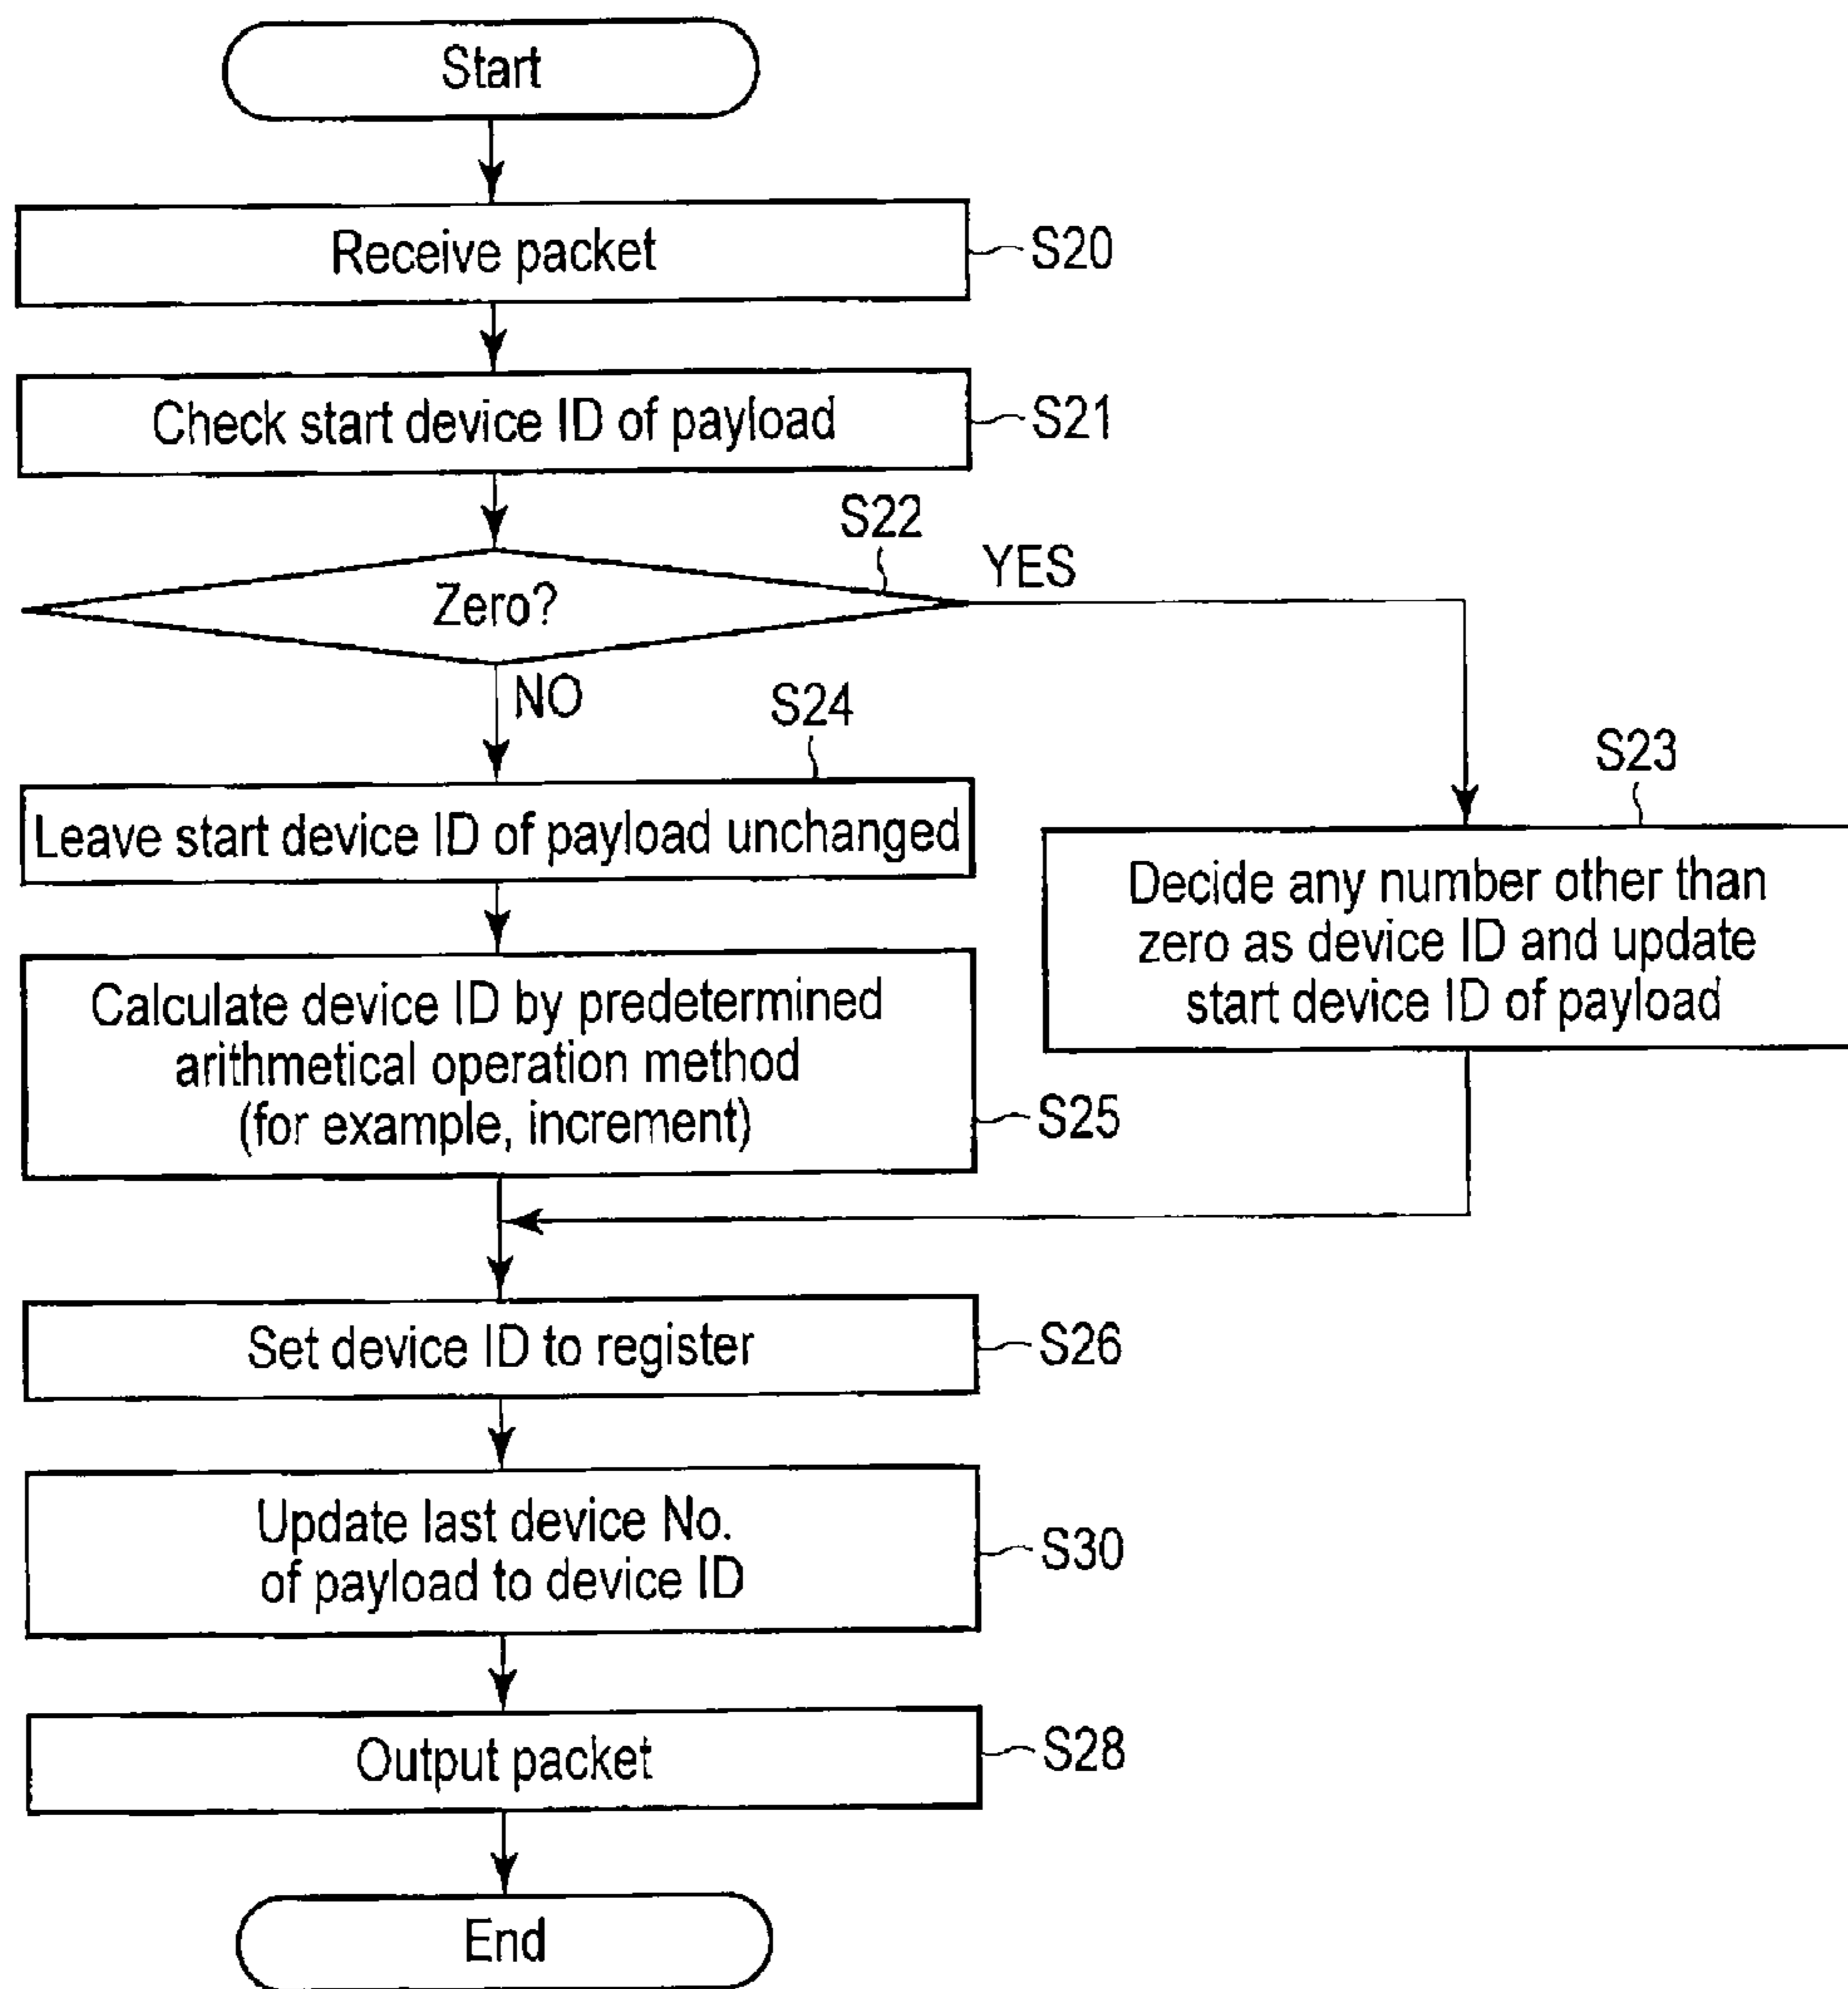 Start
Receive packet
S20
Check start device ID of payload
S21
S22
YES
Zero?
NO
S24
S23
Leave start device ID of payload unchanged
Decide any number other than
zero as device ID and update
start device ID of payload
Calculate device ID by predetermined
arithmetical operation method
(for example, increment)
S25
Set device ID to register
S26
Update last device No.
of payload to device ID
S30
Output packet
S28
End